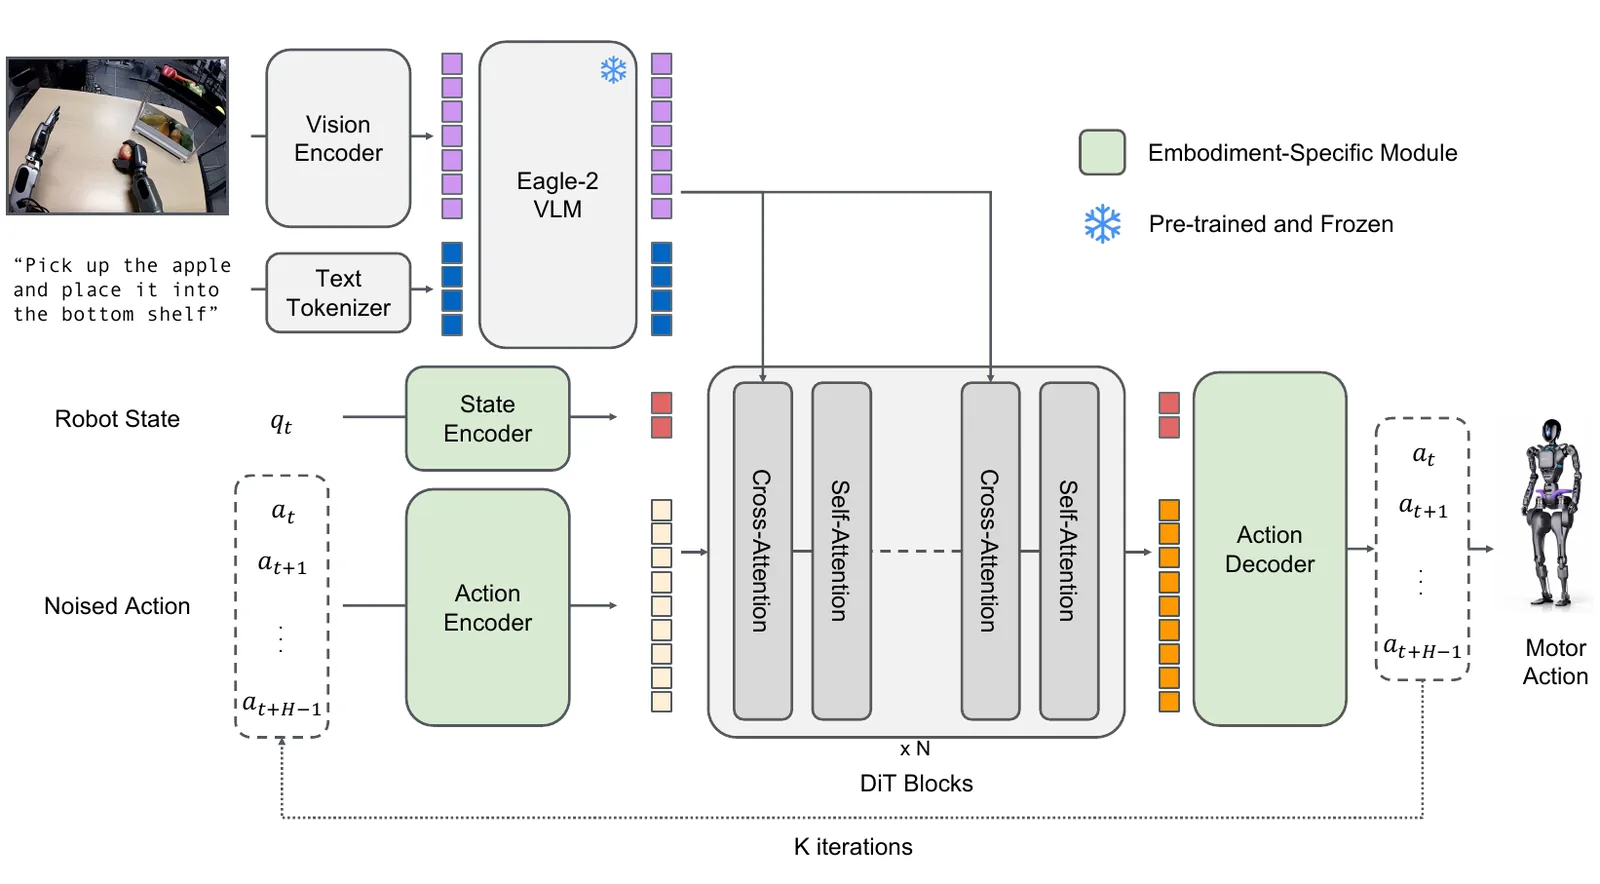 Vision
Encoder
Eagle-2
VLM
Embodiment-Specific Module
Pre-trained and Frozen
“Pick up the apple
and place it into
the bottom shelf”
Text
Tokenizer
Robot State
q_t
State
Encoder
Noised Action
a_t
a_{t+1}
⋮
a_{t+H−1}
Action
Encoder
Cross-Attention
Self-Attention
Cross-Attention
Self-Attention
x N
DiT Blocks
Action
Decoder
a_t
a_{t+1}
⋮
a_{t+H−1}
Motor
Action
K iterations